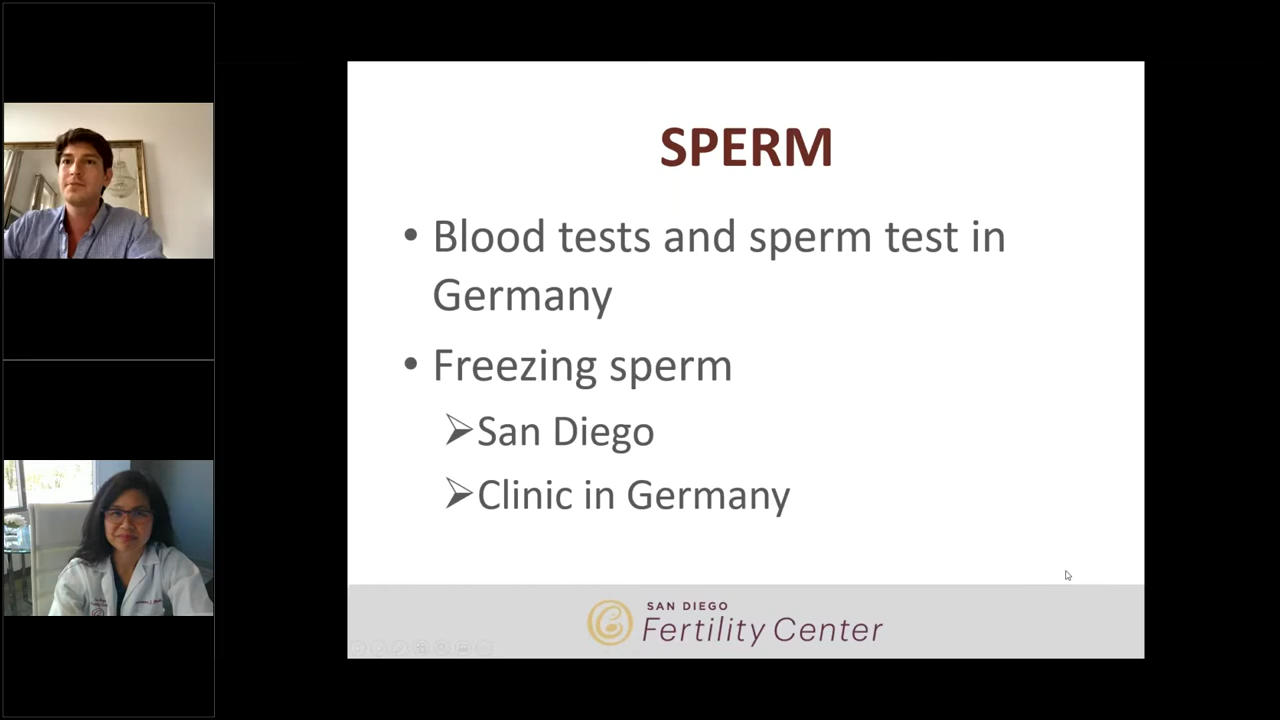 SPERM
• Blood tests and sperm test in
Germany
• Freezing sperm
➢San Diego
➢Clinic in Germany
SAN DIEGO
Fertility Center